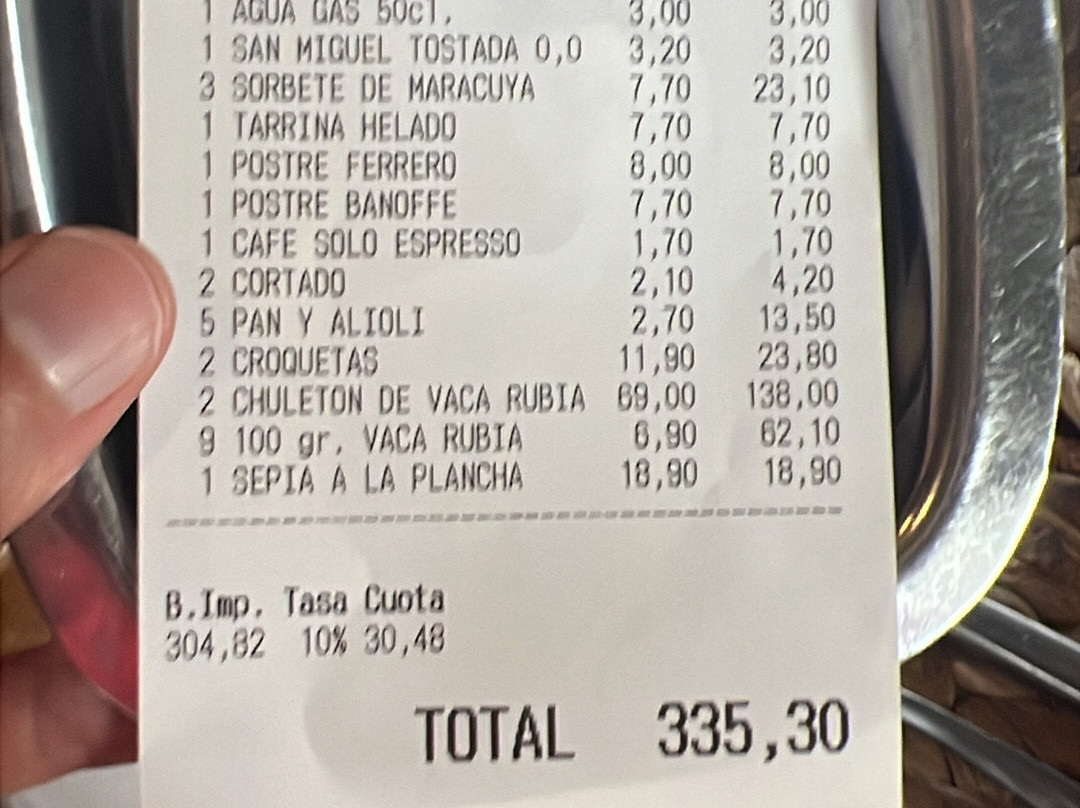 1 AGUA GAS 50cl. 3,00 3,00
1 SAN MIGUEL TOSTADA 0,0 3,20 3,20
3 SORBETE DE MARACUYA 7,70 23,10
1 TARRINA HELADO 7,70 7,70
1 POSTRE FERRERO 8,00 8,00
1 POSTRE BANOFFE 7,70 7,70
1 CAFE SOLO ESPRESSO 1,70 1,70
2 CORTADO 2,10 4,20
5 PAN Y ALIOLI 2,70 13,50
2 CROQUETAS 11,90 23,80
2 CHULETON DE VACA RUBIA 69,00 138,00
9 100 gr. VACA RUBIA 6,90 62,10
1 SEPIA A LA PLANCHA 18,90 18,90
B.Imp. Tasa Cuota
304,82 10% 30,48
TOTAL 335,30